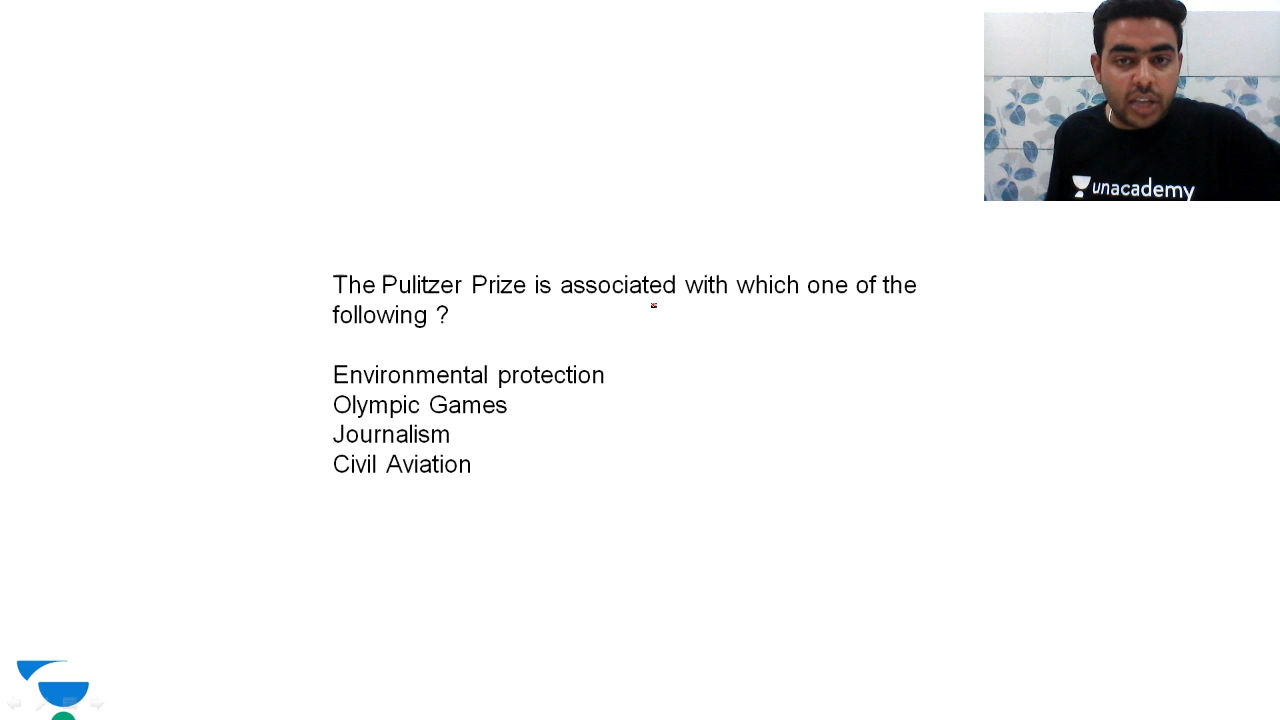 unacademy
The Pulitzer Prize is associated with which one of the
following ?
Environmental protection
Olympic Games
Journalism
Civil Aviation